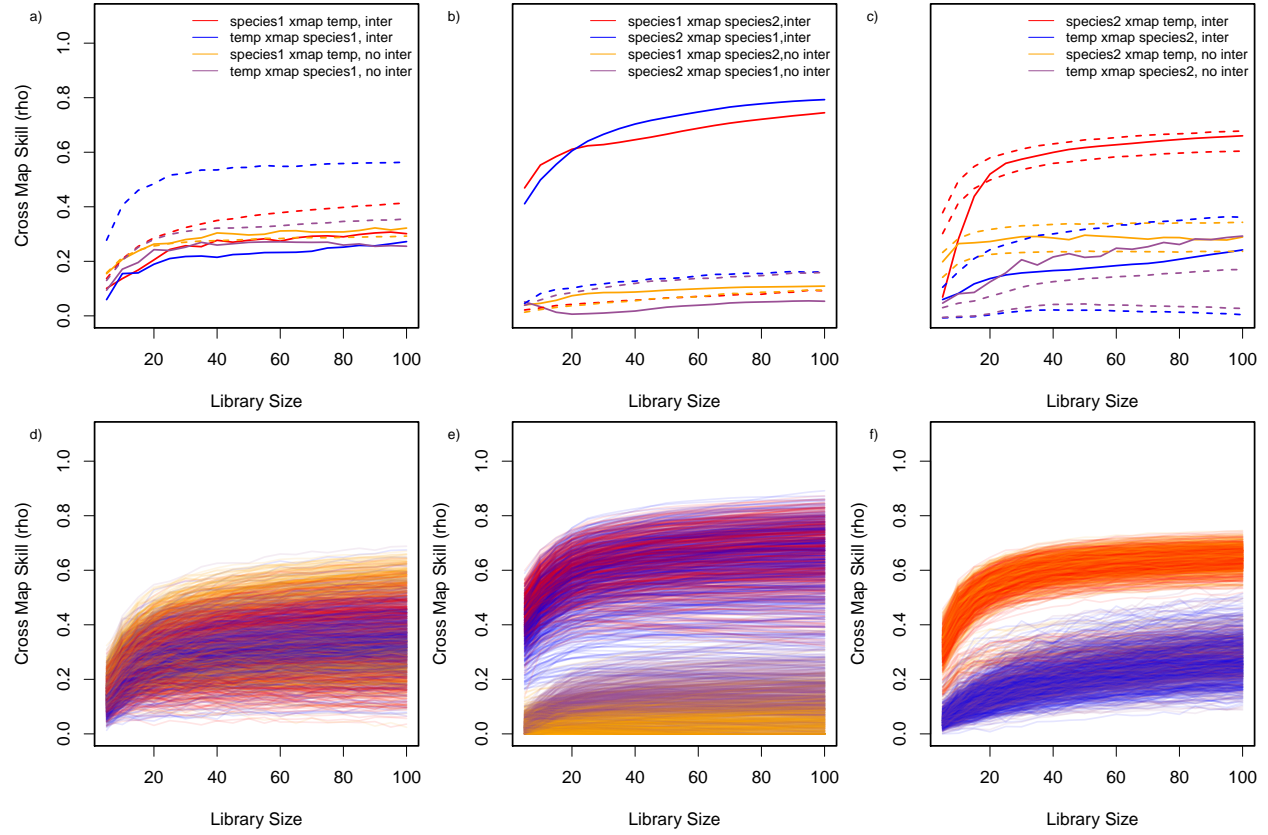 a)
species1 xmap temp, inter
temp xmap species1, inter
species1 xmap temp, no inter
temp xmap species1, no inter
Cross Map Skill (rho)
0.0 0.2 0.4 0.6 0.8 1.0
20 40 60 80 100
Library Size
b)
species1 xmap species2,inter
species2 xmap species1,inter
species1 xmap species2,no inter
species2 xmap species1,no inter
20 40 60 80 100
Library Size
c)
species2 xmap temp, inter
temp xmap species2, inter
species2 xmap temp, no inter
temp xmap species2, no inter
20 40 60 80 100
Library Size
d)
Cross Map Skill (rho)
0.0 0.2 0.4 0.6 0.8 1.0
20 40 60 80 100
Library Size
e)
Cross Map Skill (rho)
0.0 0.2 0.4 0.6 0.8 1.0
20 40 60 80 100
Library Size
f)
Cross Map Skill (rho)
0.0 0.2 0.4 0.6 0.8 1.0
20 40 60 80 100
Library Size